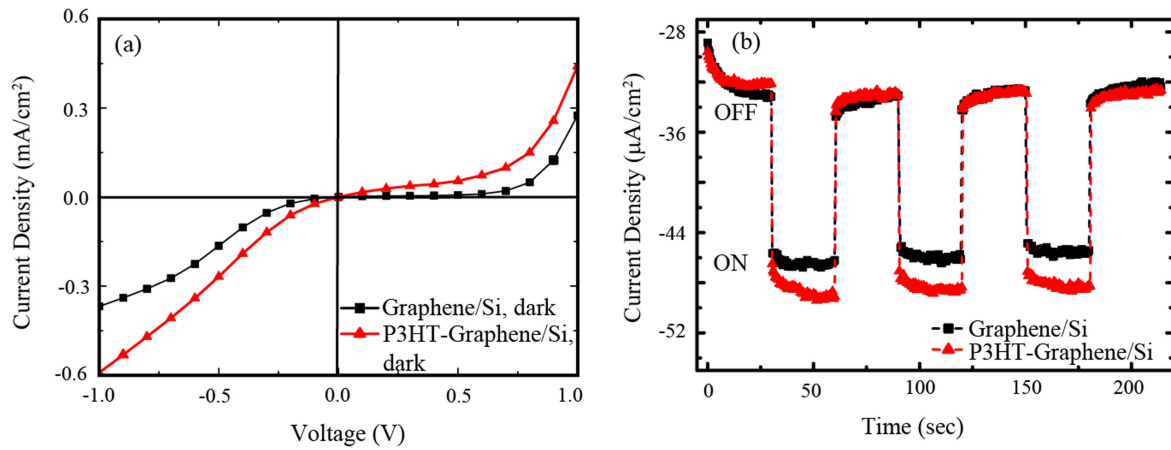 (a)
Current Density (mA/cm²)
0.6
0.3
0.0
-0.3
-0.6
Graphene/Si, dark
P3HT-Graphene/Si,
dark
-1.0 -0.5 0.0 0.5 1.0
Voltage (V)
(b)
Current Density (μA/cm²)
-28
-36
-44
-52
OFF
ON
Graphene/Si
P3HT-Graphene/Si
0 50 100 150 200
Time (sec)